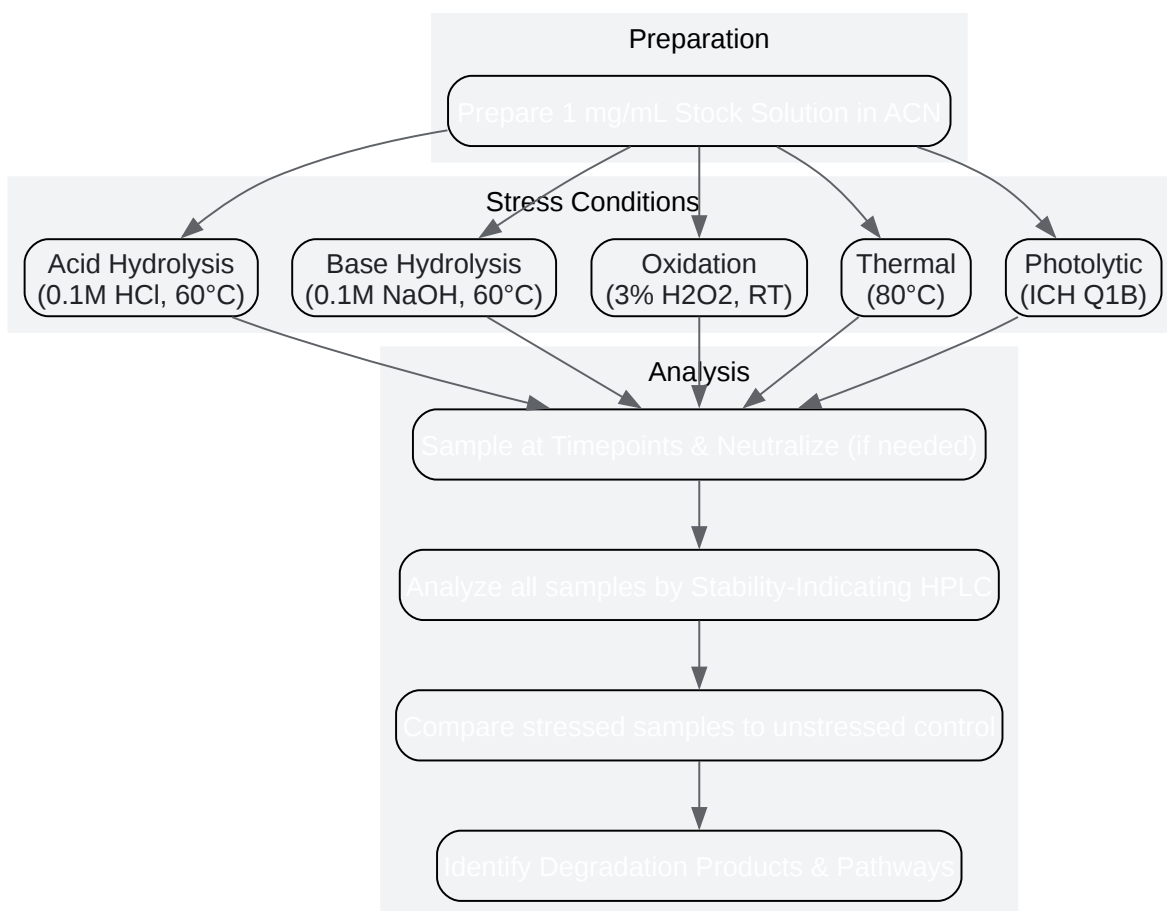 Preparation
Prepare 1 mg/mL Stock Solution in ACN
Stress Conditions
Acid Hydrolysis
(0.1M HCl, 60°C)
Base Hydrolysis
(0.1M NaOH, 60°C)
Oxidation
(3% H2O2, RT)
Thermal
(80°C)
Photolytic
(ICH Q1B)
Analysis
Sample at Timepoints & Neutralize (if needed)
Analyze all samples by Stability-Indicating HPLC
Compare stressed samples to unstressed control
Identify Degradation Products & Pathways